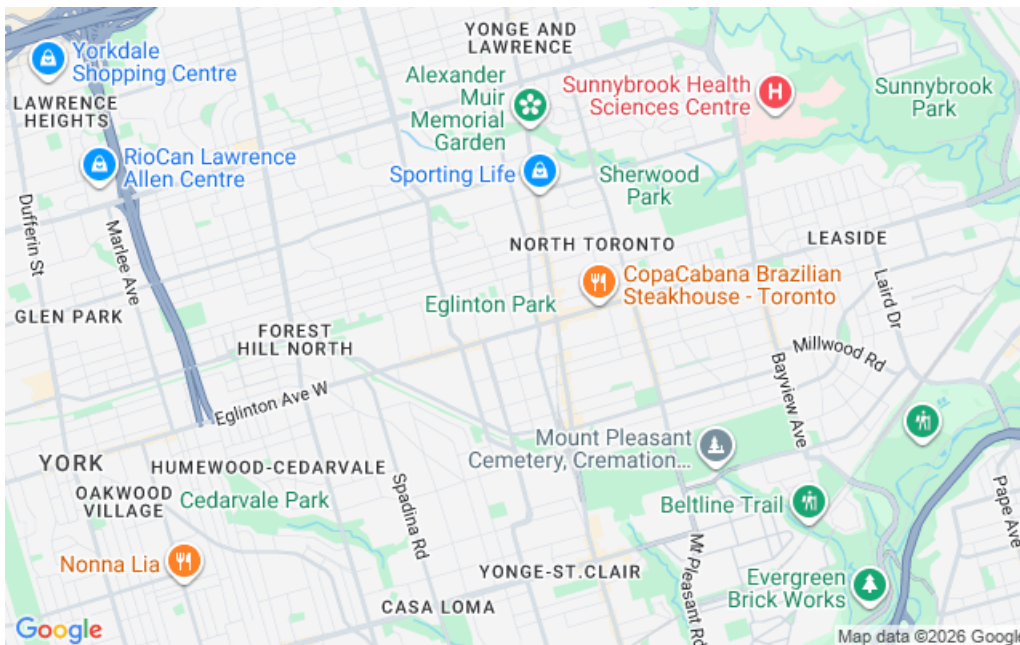 YONGE AND
LAWRENCE
Yorkdale
Shopping Centre
Alexander
Muir
Memorial
Garden
Sunnybrook Health
Sciences Centre
Sunnybrook
Park
LAWRENCE
HEIGHTS
RioCan Lawrence
Allen Centre
Sporting Life
Sherwood
Park
Dufferin St
Marlee Ave
NORTH TORONTO
LEASIDE
CopaCabana Brazilian
Steakhouse - Toronto
Laird Dr
Eglinton Park
GLEN PARK
FOREST
HILL NORTH
Millwood Rd
Bayview Ave
Eglinton Ave W
Mount Pleasant
Cemetery, Cremation...
YORK
HUMEWOOD-CEDARVALE
OAKWOOD
VILLAGE
Cedarvale Park
Spadina Rd
Beltline Trail
Pape Ave
Nonna Lia
YONGE-ST.CLAIR
Mt Pleasant Rd
Evergreen
Brick Works
CASA LOMA
Google
Map data ©2026 Google